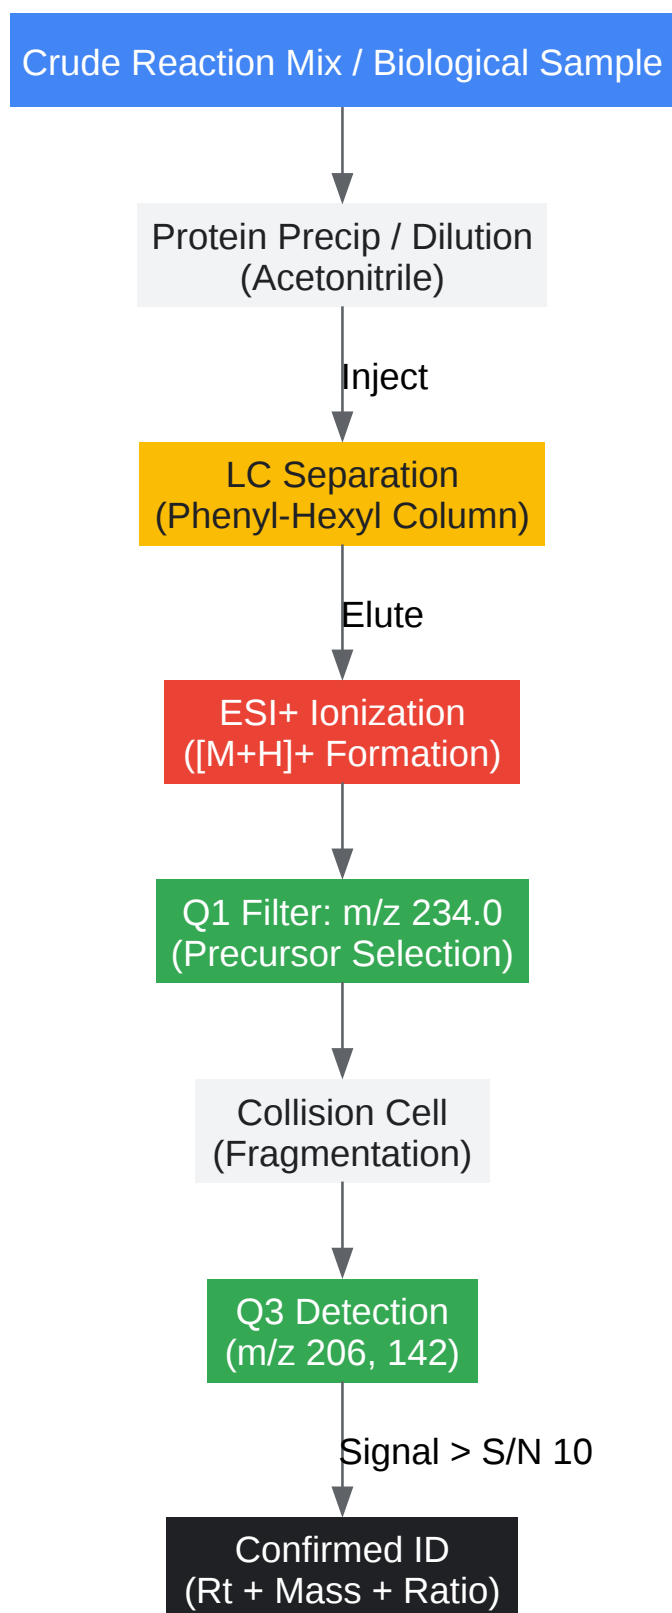 Crude Reaction Mix / Biological Sample
Protein Precip / Dilution
(Acetonitrile)
Inject
LC Separation
(Phenyl-Hexyl Column)
Elute
ESI+ Ionization
([M+H]+ Formation)
Q1 Filter: m/z 234.0
(Precursor Selection)
Collision Cell
(Fragmentation)
Q3 Detection
(m/z 206, 142)
Signal > S/N 10
Confirmed ID
(Rt + Mass + Ratio)